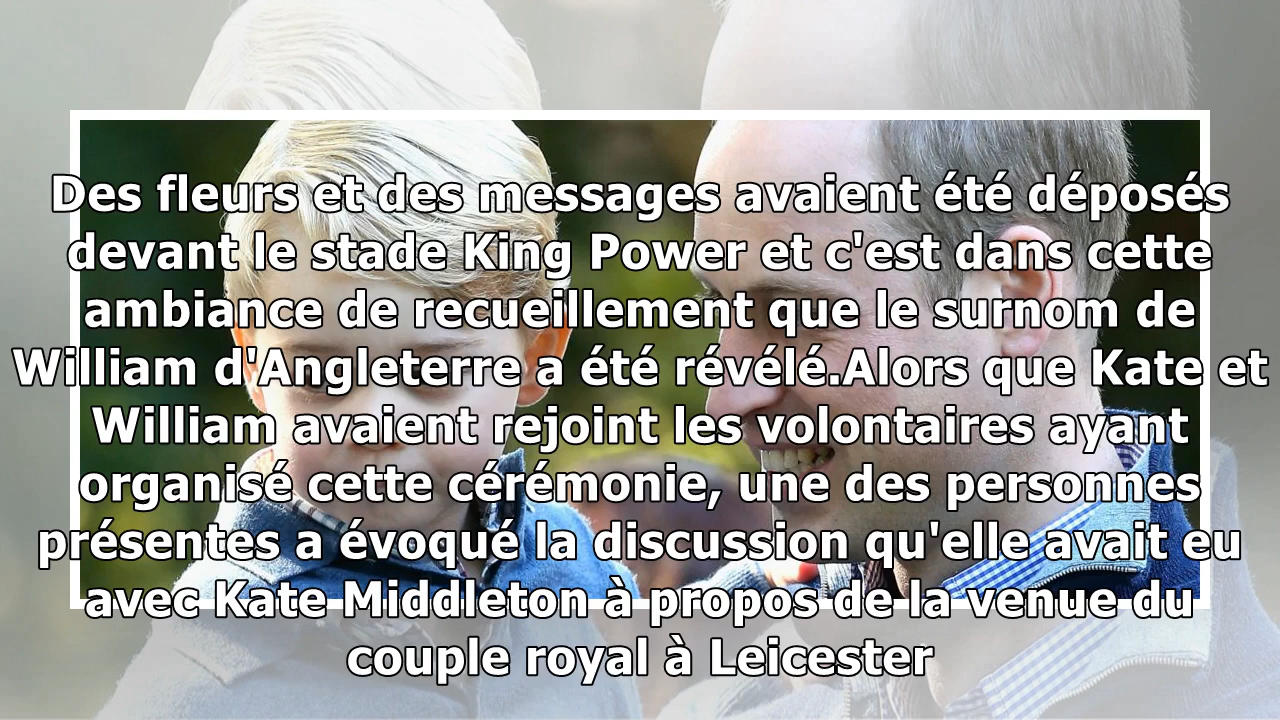 Des fleurs et des messages avaient été déposés
devant le stade King Power et c'est dans cette
ambiance de recueillement que le surnom de
William d'Angleterre a été révélé.Alors que Kate et
William avaient rejoint les volontaires ayant
organisé cette cérémonie, une des personnes
présentes a évoqué la discussion qu'elle avait eu
avec Kate Middleton à propos de la venue du
couple royal à Leicester